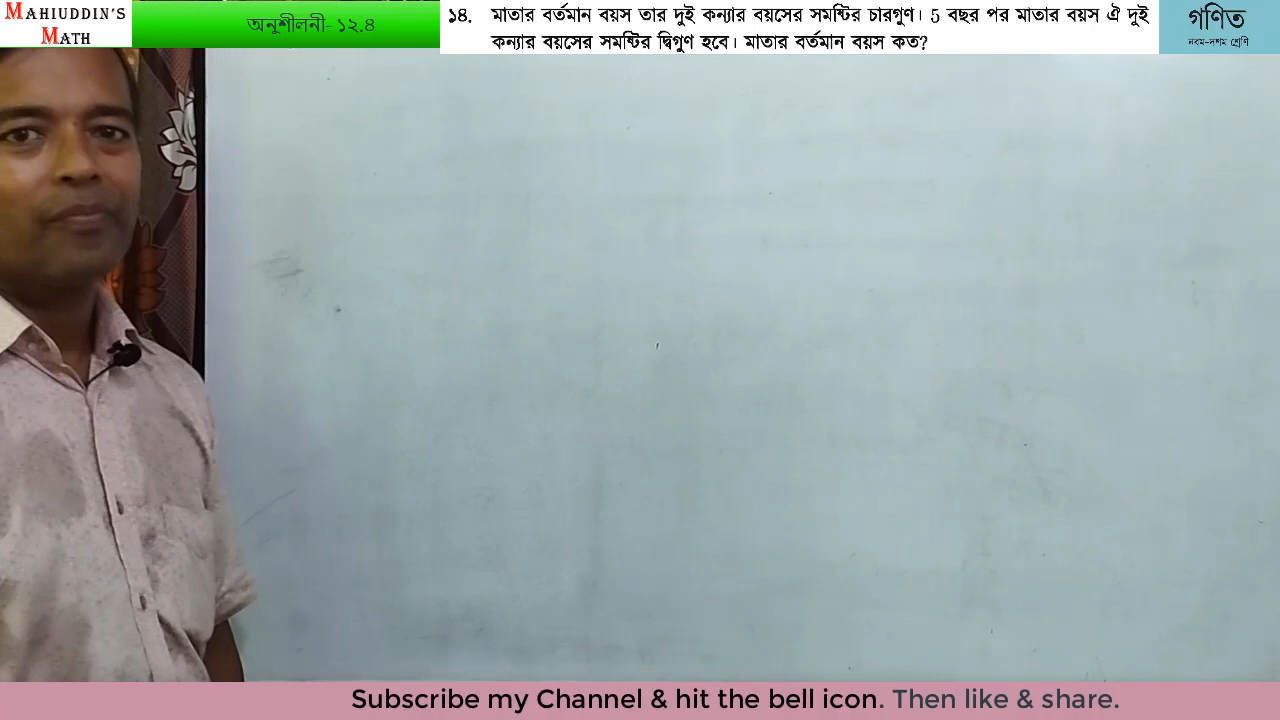 MAHIUDDIN'S
MATH
অনুশীলনী- ১২.৪
১৪. মাতার বর্তমান বয়স তার দুই কন্যার বয়সের সমষ্টির চারগুণ। 5 বছর পর মাতার বয়স ঐ দুই
কন্যার বয়সের সমষ্টির দ্বিগুণ হবে। মাতার বর্তমান বয়স কত?
গণিত
নবম-দশম শ্রেণি
Subscribe my Channel & hit the bell icon. Then like & share.